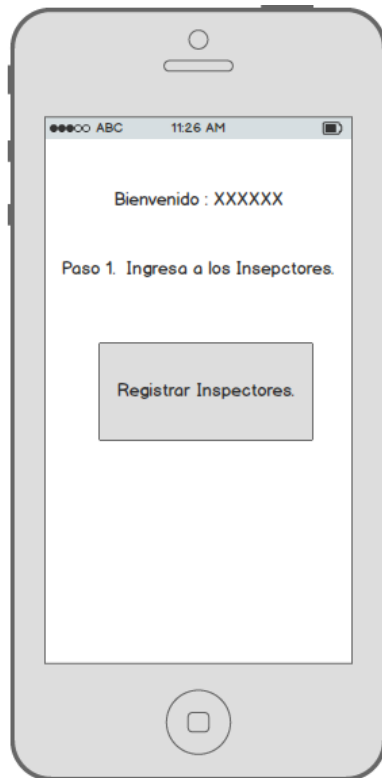 ABC 11:26 AM
Bienvenido : XXXXXX
Paso 1. Ingresa a los Insepctores.
Registrar Inspectores.